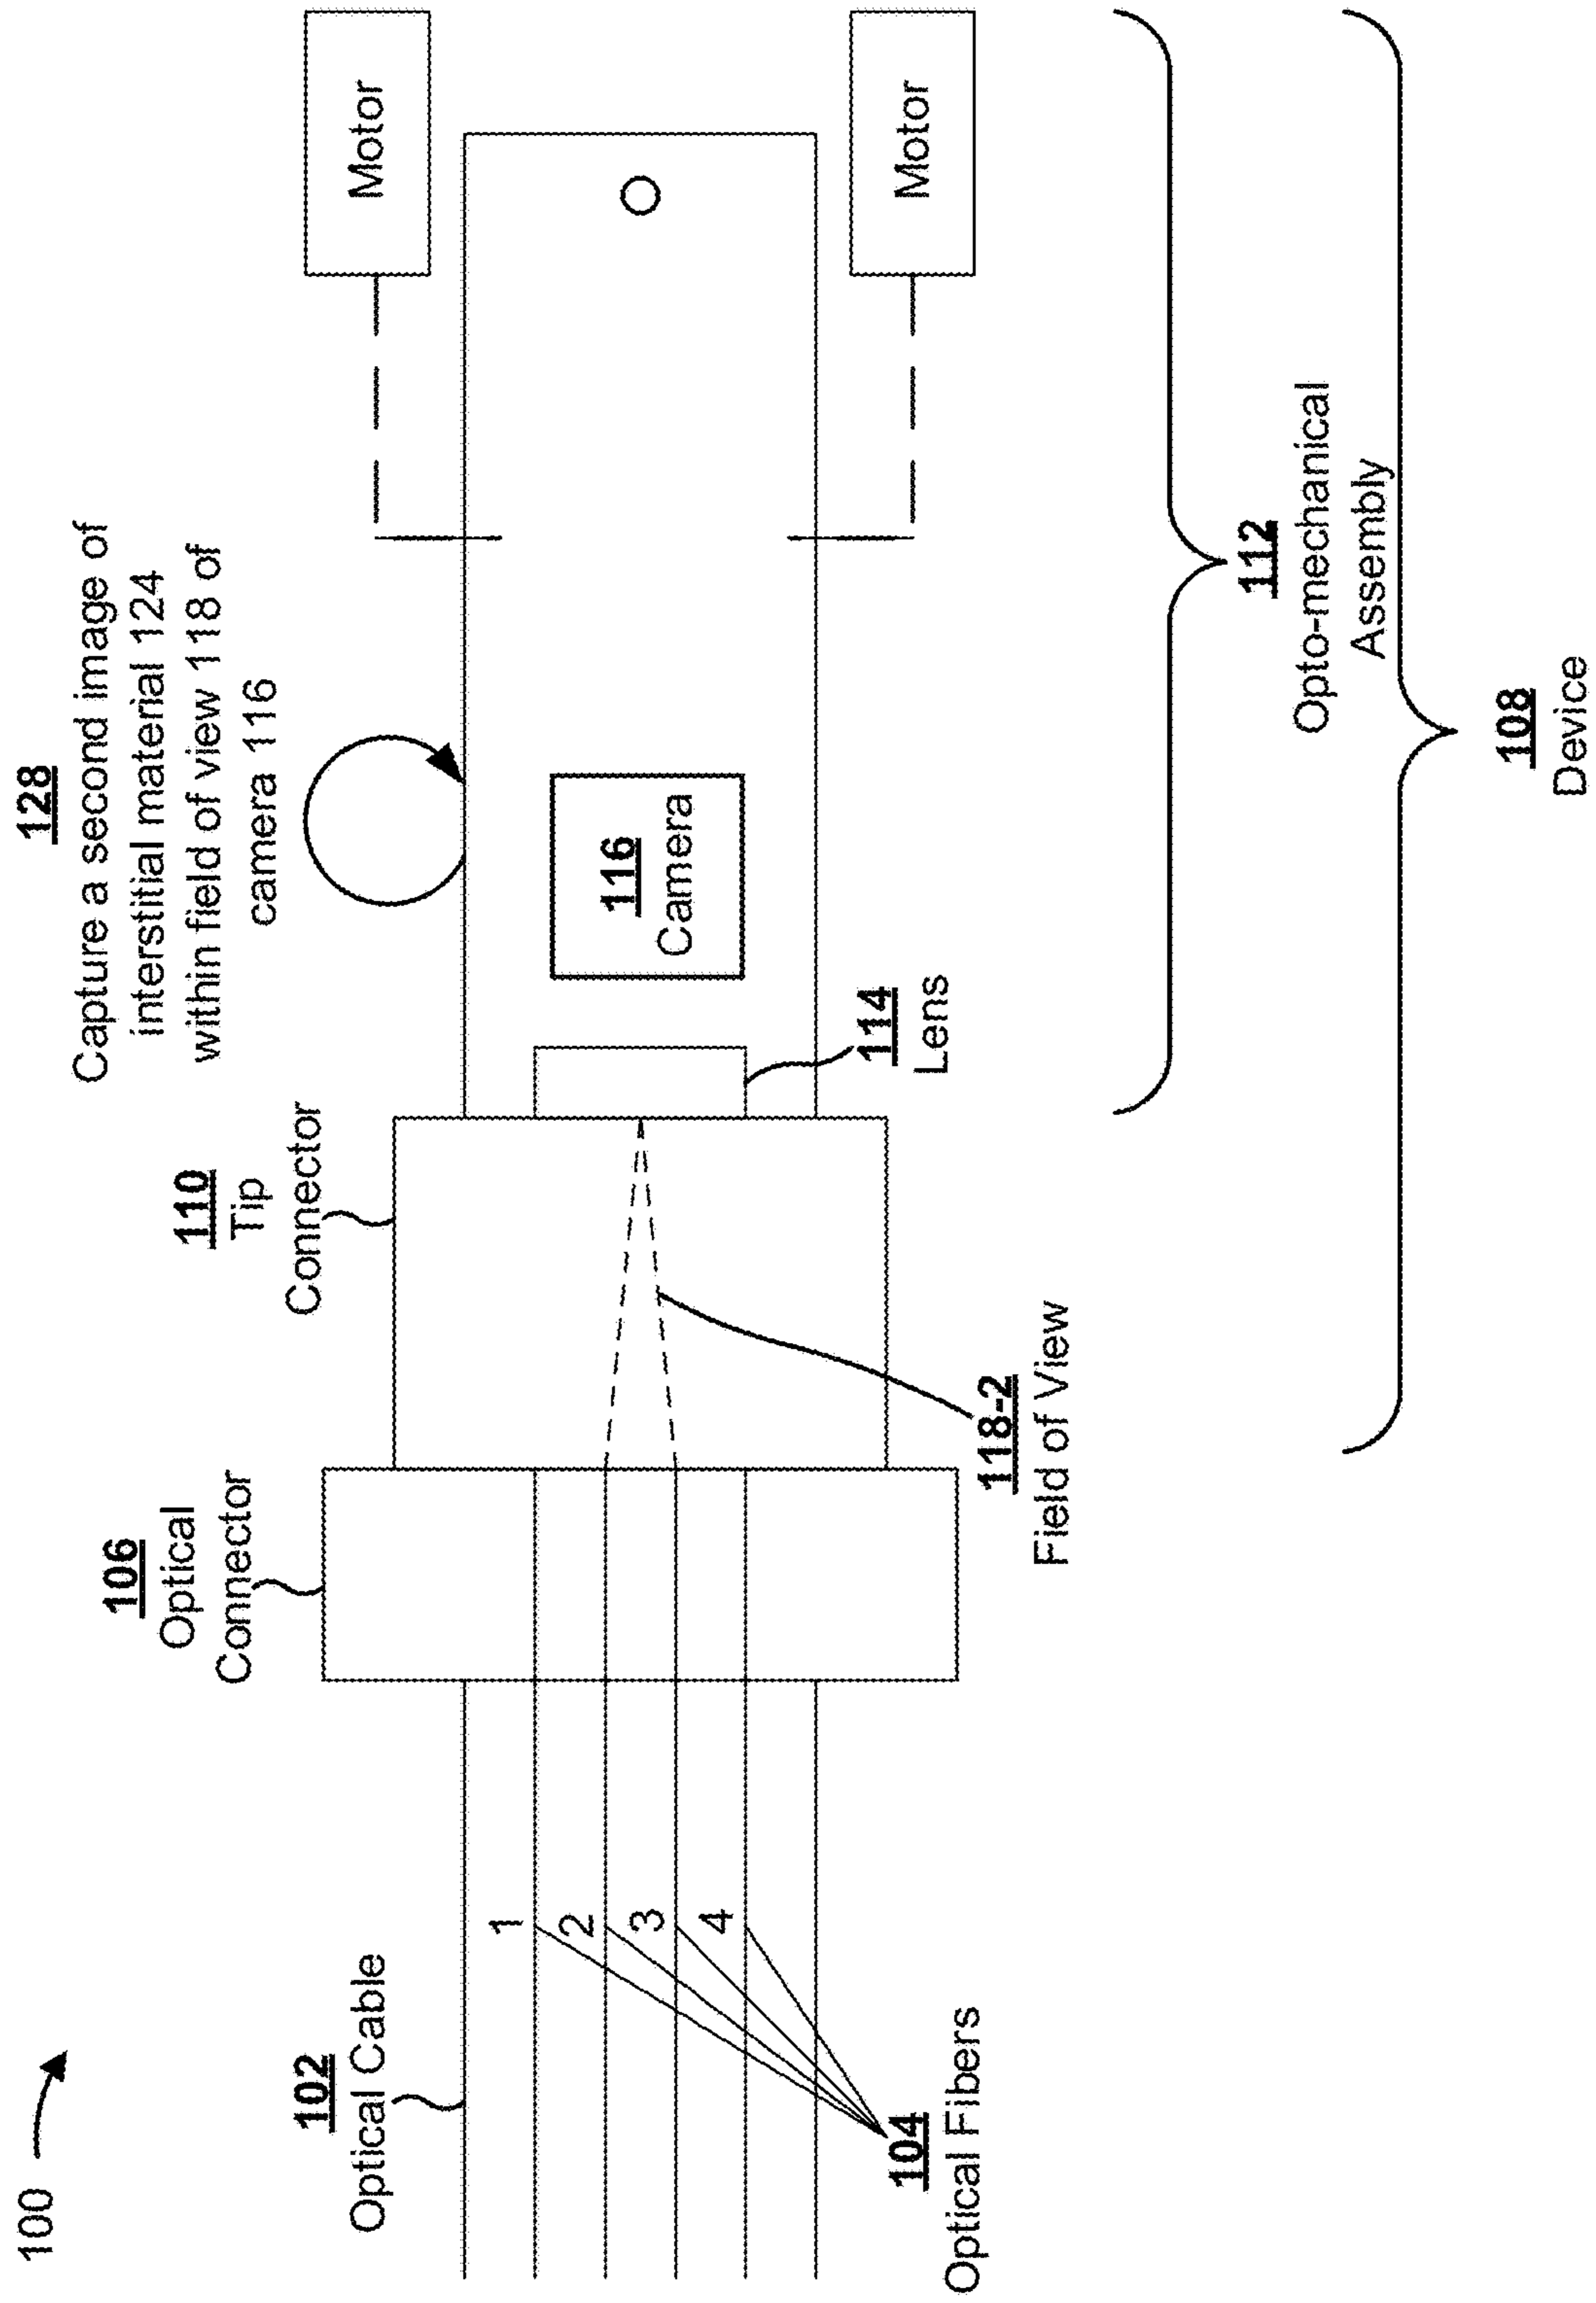 100
128
Capture a second image of
interstitial material 124
within field of view 118 of
camera 116
102
Optical Cable
106
Optical
Connector
110
Tip
Connector
Motor
1
2
3
4
116
Camera
Motor
104
Optical Fibers
118-2
Field of View
114
Lens
112
Opto-mechanical
Assembly
108
Device